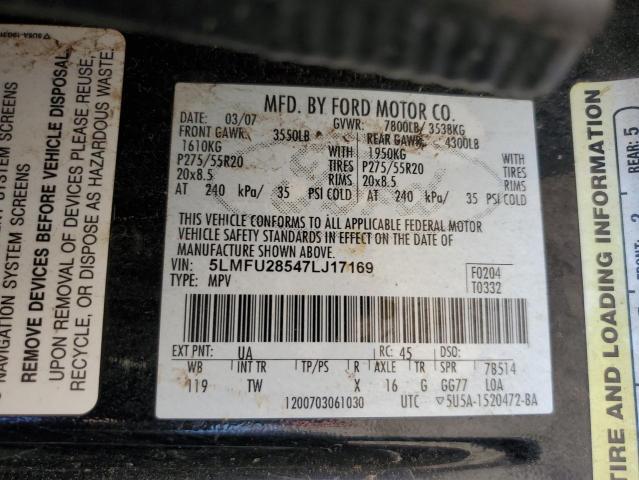 MFD. BY FORD MOTOR CO.
DATE: 03/07 GVWR: 7800LB/ 3538KG
FRONT GAWR: 3550LB REAR GAWR: 4300LB
1610KG WITH 1950KG WITH
P275/55R20 TIRES P275/55R20 TIRES
20x8.5 RIMS 20x8.5 RIMS
AT 240 kPa/ 35 PSI COLD AT 240 kPa/ 35 PSI COLD
THIS VEHICLE CONFORMS TO ALL APPLICABLE FEDERAL MOTOR
VEHICLE SAFETY STANDARDS IN EFFECT ON THE DATE OF
MANUFACTURE SHOWN ABOVE.
VIN: 5LMFU28547LJ17169 F0204
TYPE: MPV T0332
EXT PNT: UA RC: 45 DSO:
WB INT TR TP/PS R AXLE TR SPR 7B514
119 TW X 16 G GG77 LOA
1200703061030 UTC ▽5U5A-1520472-BA
NAVIGATION SYSTEM SCREENS
REMOVE DEVICES BEFORE VEHICLE DISPOSAL
UPON REMOVAL OF DEVICES PLEASE REUSE,
RECYCLE, OR DISPOSE AS HAZARDOUS WASTE.
TIRE AND LOADING INFORMATION
REAR: 5